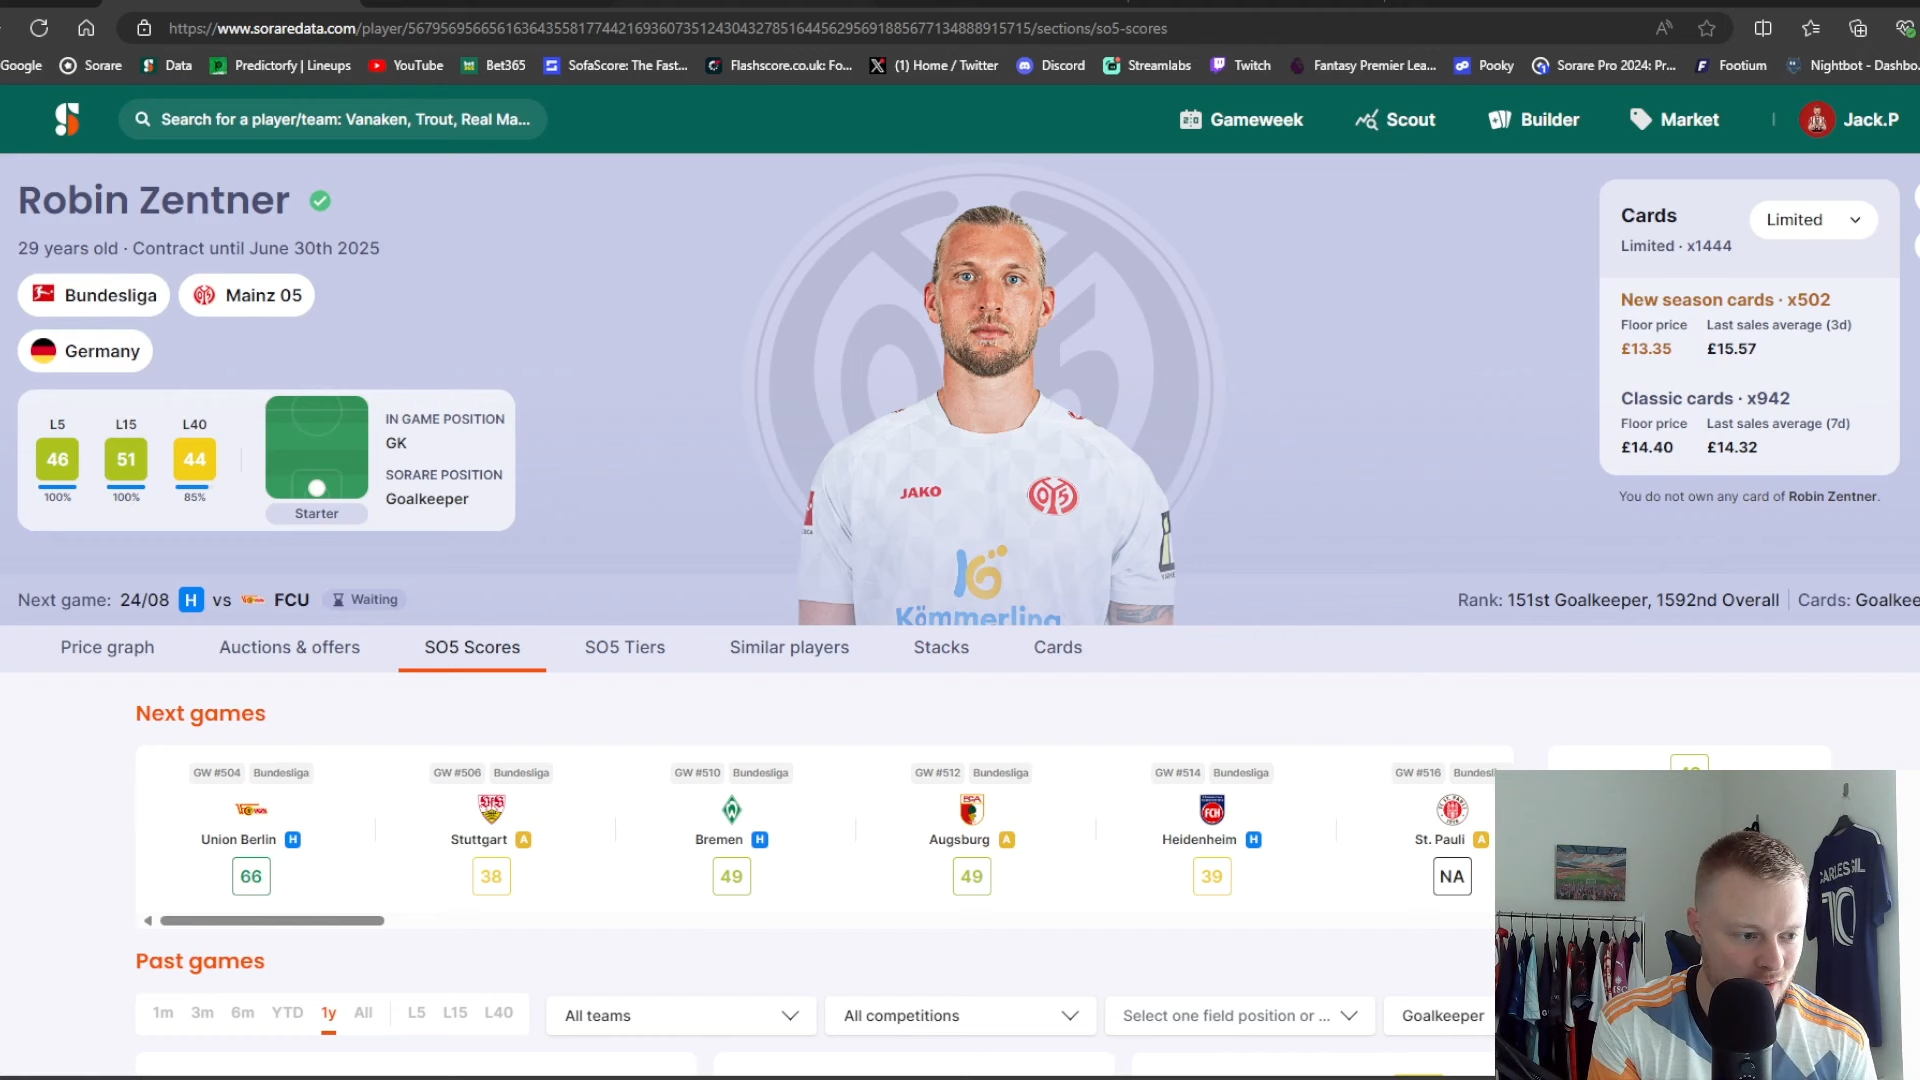 https://www.soraredata.com/player/56795695665616364355817744216936073512430432785164456295691885677134888915715/sections/so5-scores
Google Sorare Data Predictorfy | Lineups YouTube Bet365 SofaScore: The Fast... Flashscore.co.uk: Fo... (1) Home / Twitter Discord Streamlabs Twitch Fantasy Premier Lea... Pooky Sorare Pro 2024: Pr... Footium Nightbot - Dashbo
Search for a player/team: Vanaken, Trout, Real Ma...
Gameweek Scout Builder Market Jack.P
Robin Zentner
29 years old · Contract until June 30th 2025
Bundesliga Mainz 05
Germany
L5 L15 L40
46 51 44
100% 100% 85%
Starter
IN GAME POSITION
GK
SORARE POSITION
Goalkeeper
JAKO
Kömmerling
Cards
Limited · x1444
Limited
New season cards · x502
Floor price Last sales average (3d)
£13.35 £15.57
Classic cards · x942
Floor price Last sales average (7d)
£14.40 £14.32
You do not own any card of Robin Zentner.
Next game: 24/08 H vs FCU Waiting
Rank: 151st Goalkeeper, 1592nd Overall Cards: Goalkee
Price graph Auctions & offers SO5 Scores SO5 Tiers Similar players Stacks Cards
Next games
GW #504 Bundesliga GW #506 Bundesliga GW #510 Bundesliga GW #512 Bundesliga GW #514 Bundesliga GW #516
Union Berlin H Stuttgart A Bremen H Augsburg A Heidenheim H St. Pauli A
66 38 49 49 39 NA
Past games
1m 3m 6m YTD 1y All L5 L15 L40
All teams
All competitions
Select one field position or ...
Goalkeeper
CARLES GIL
10